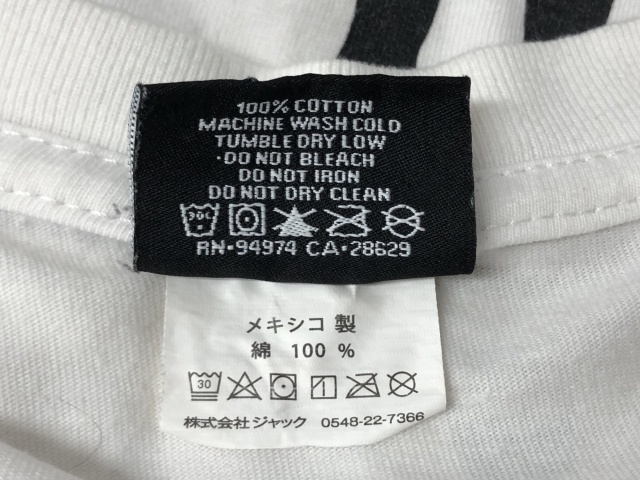 100% COTTON
MACHINE WASH COLD
TUMBLE DRY LOW
·DO NOT BLEACH
DO NOT IRON
DO NOT DRY CLEAN
30C
RN·94974 CA·28629
メキシコ 製
綿 100 %
30
株式会社ジャック 0548-22-7366